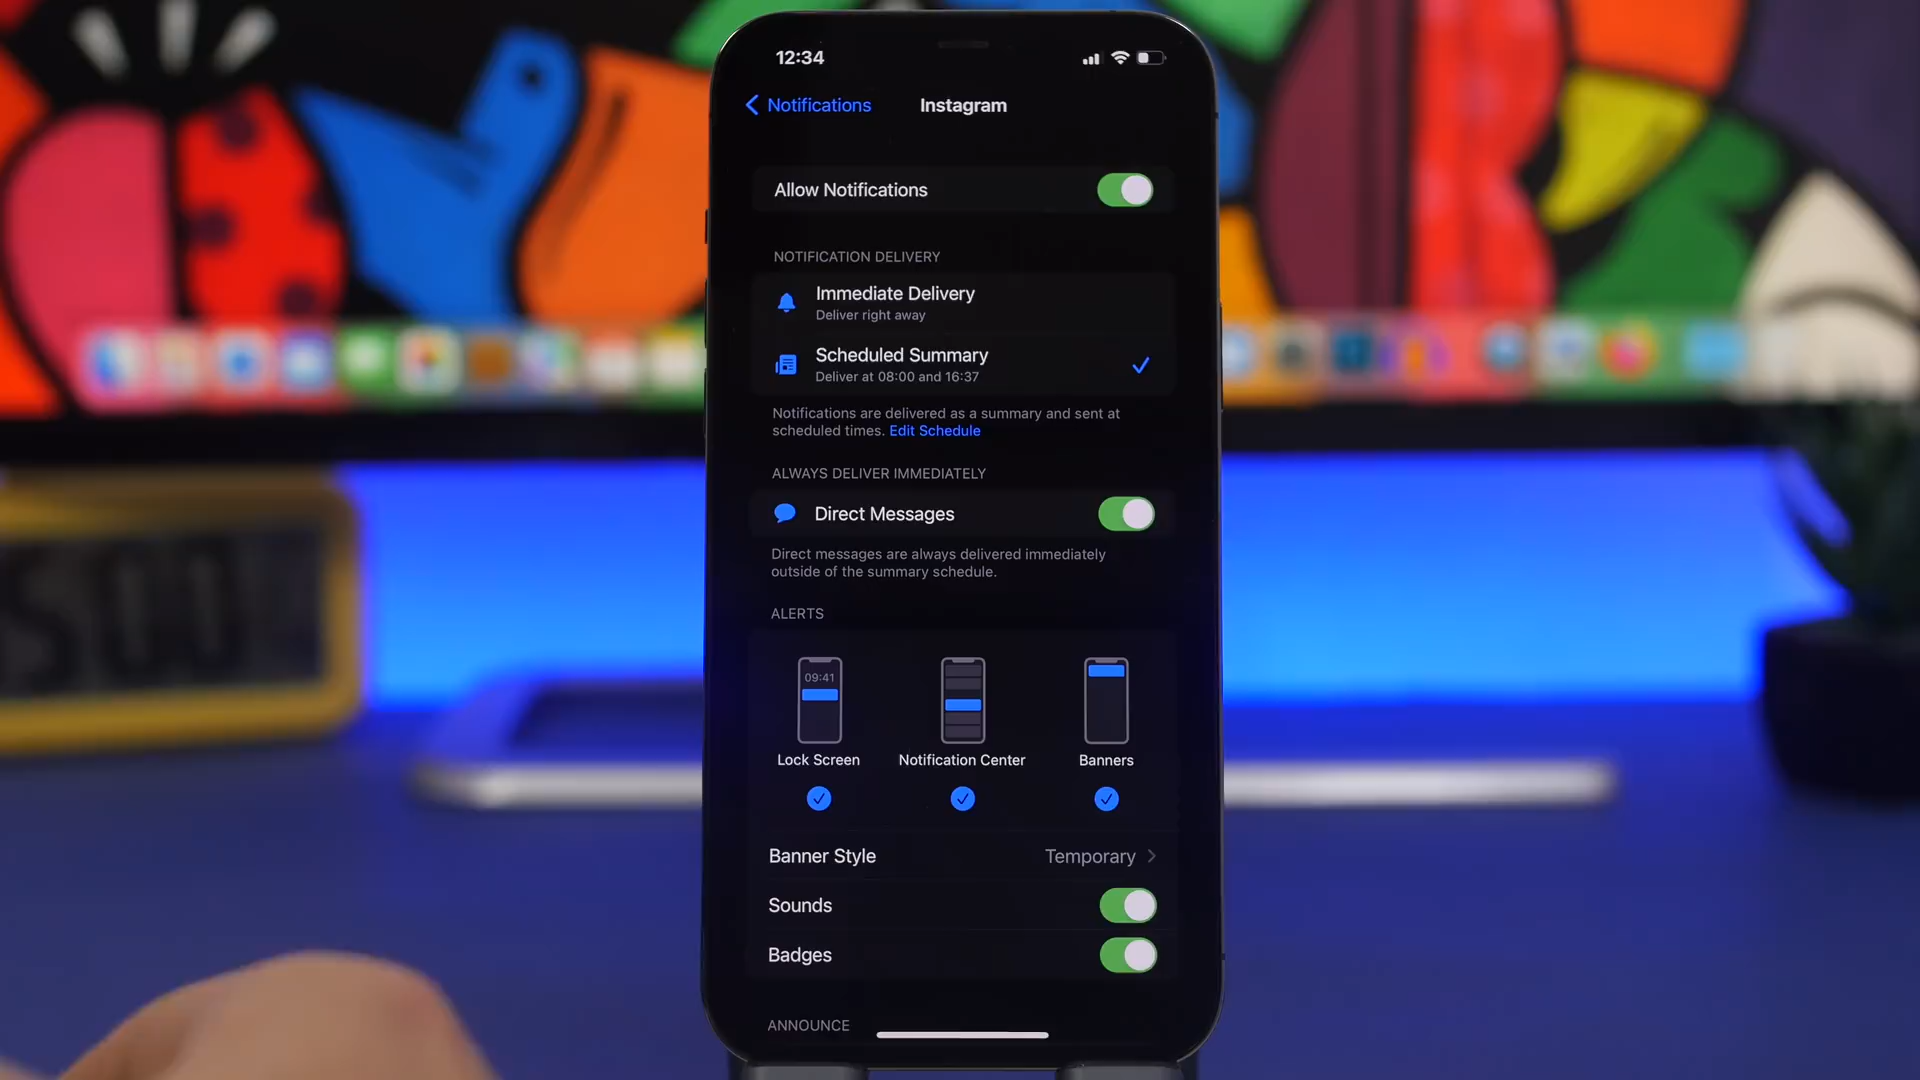 12:34
Notifications
Instagram
Allow Notifications
NOTIFICATION DELIVERY
Immediate Delivery
Deliver right away
Scheduled Summary
Deliver at 08:00 and 16:37
Notifications are delivered as a summary and sent at
scheduled times. Edit Schedule
ALWAYS DELIVER IMMEDIATELY
Direct Messages
Direct messages are always delivered immediately
outside of the summary schedule.
ALERTS
09:41
Lock Screen
Notification Center
Banners
Banner Style
Temporary
Sounds
Badges
ANNOUNCE